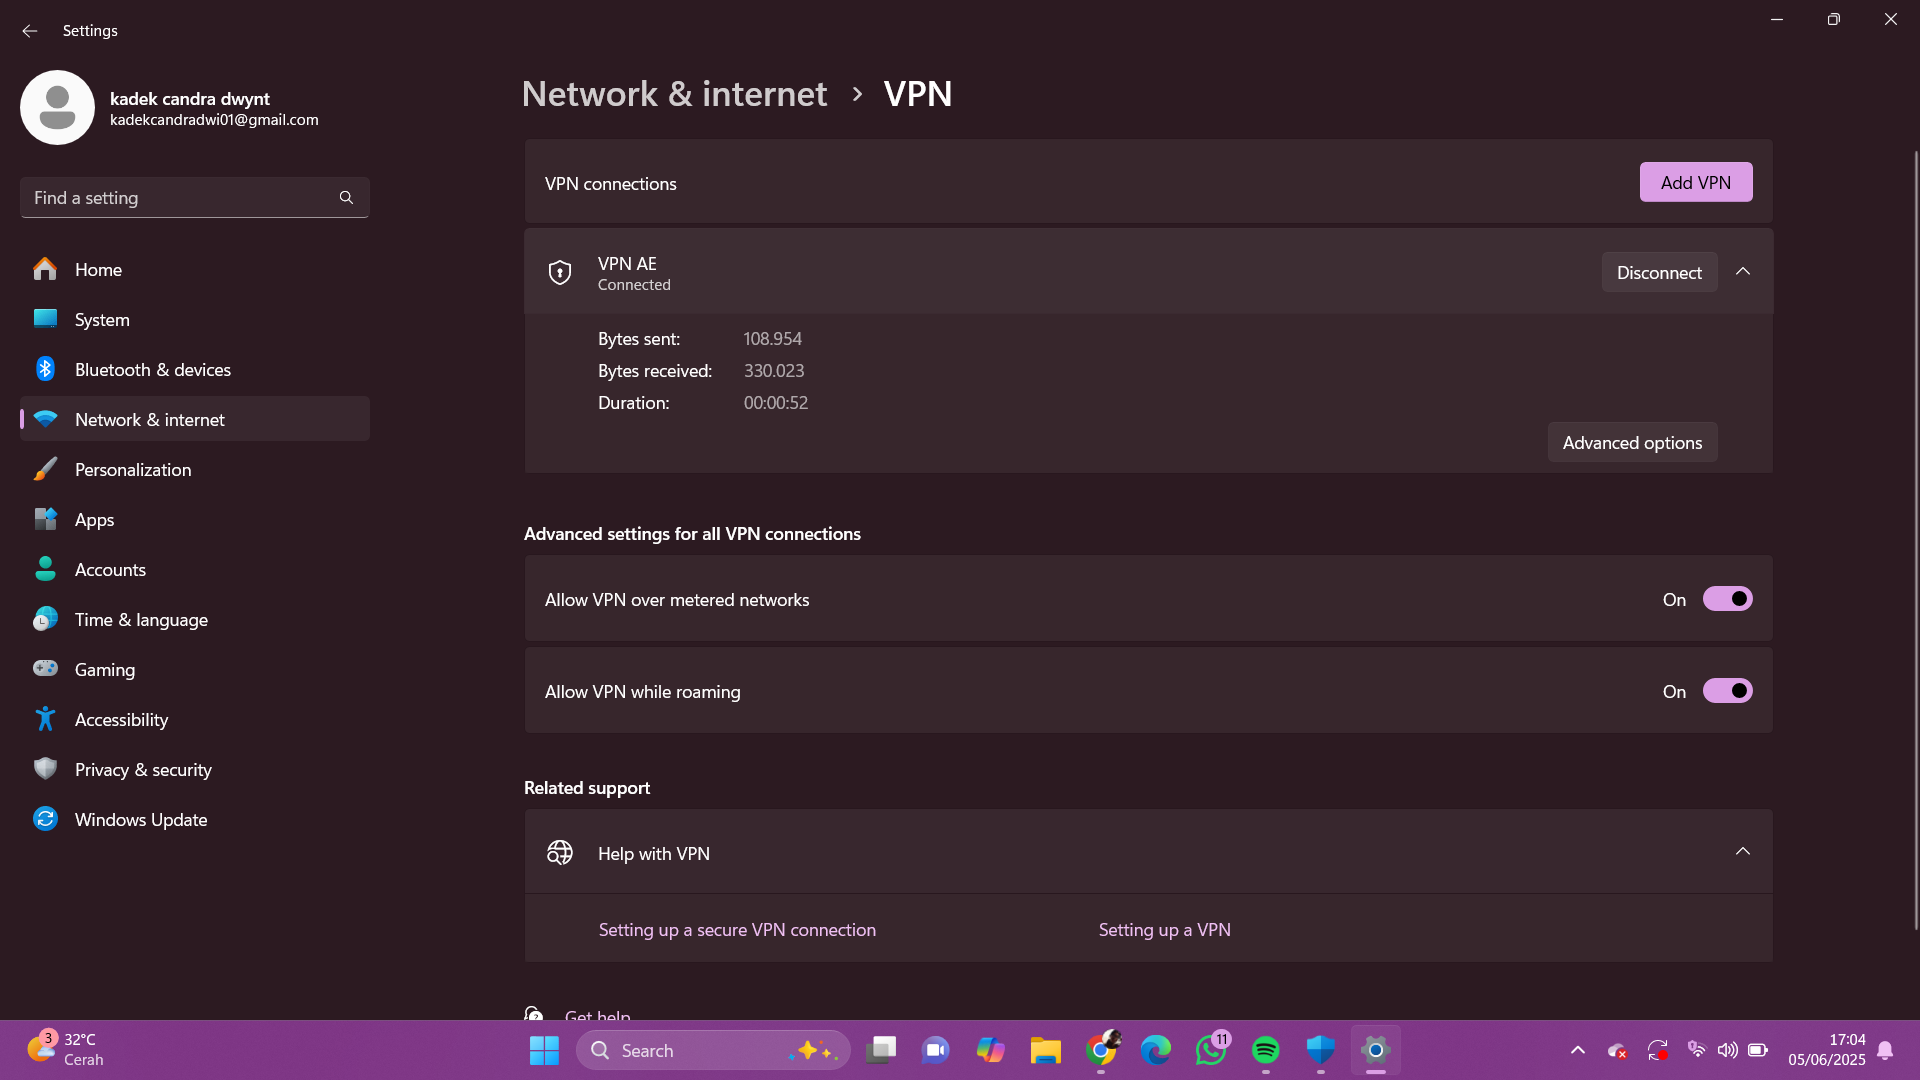 Settings
kadek candra dwynt
kadekcandradwi01@gmail.com
Find a setting
Home
System
Bluetooth & devices
Network & internet
Personalization
Apps
Accounts
Time & language
Gaming
Accessibility
Privacy & security
Windows Update
Network & internet > VPN
VPN connections
Add VPN
VPN AE
Connected
Disconnect
Bytes sent: 108.954
Bytes received: 330.023
Duration: 00:00:52
Advanced options
Advanced settings for all VPN connections
Allow VPN over metered networks
On
Allow VPN while roaming
On
Related support
Help with VPN
Setting up a secure VPN connection
Setting up a VPN
Get help
3
32°C
Cerah
Search
11
17:04
05/06/2025